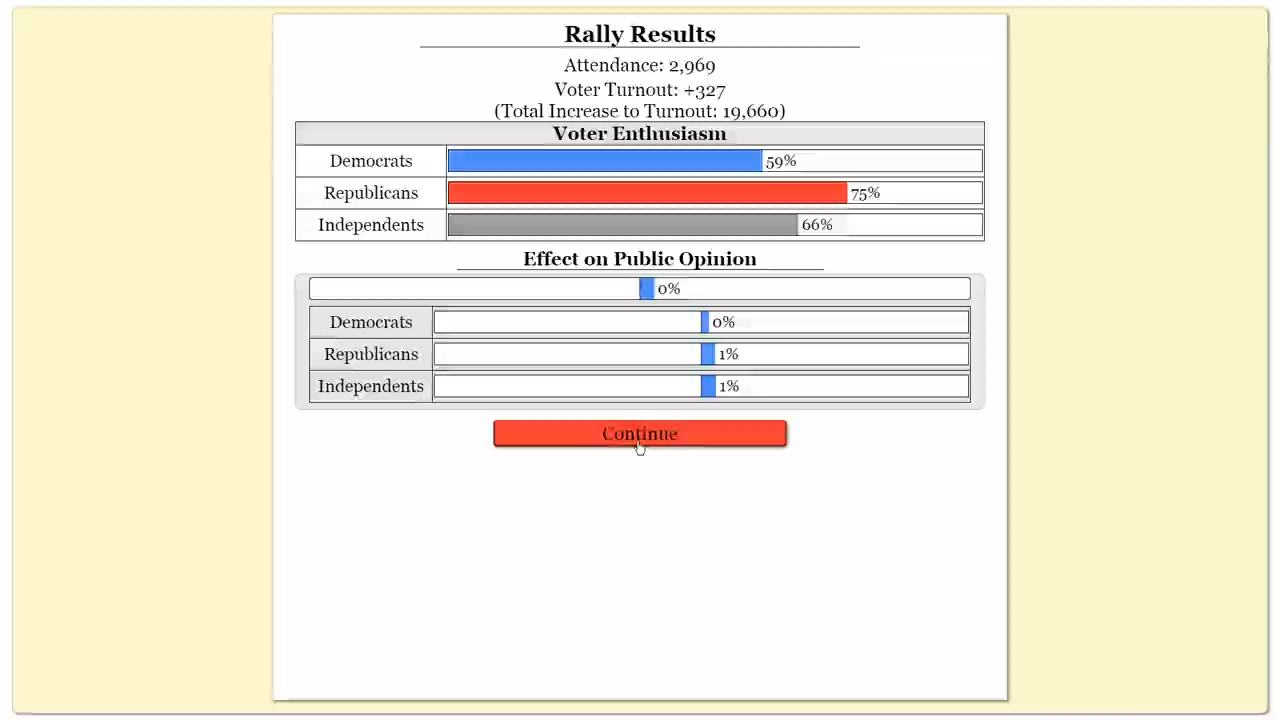 Rally Results
Attendance: 2,969
Voter Turnout: +327
(Total Increase to Turnout: 19,660)
Voter Enthusiasm
Democrats 59%
Republicans 75%
Independents 66%
Effect on Public Opinion
0%
Democrats 0%
Republicans 1%
Independents 1%
Continue